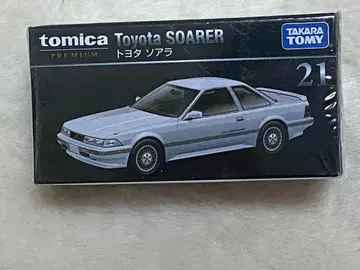 tomica Toyota SOARER
PREMIUM トヨタ ソアラ
TAKARA
TOMY
21